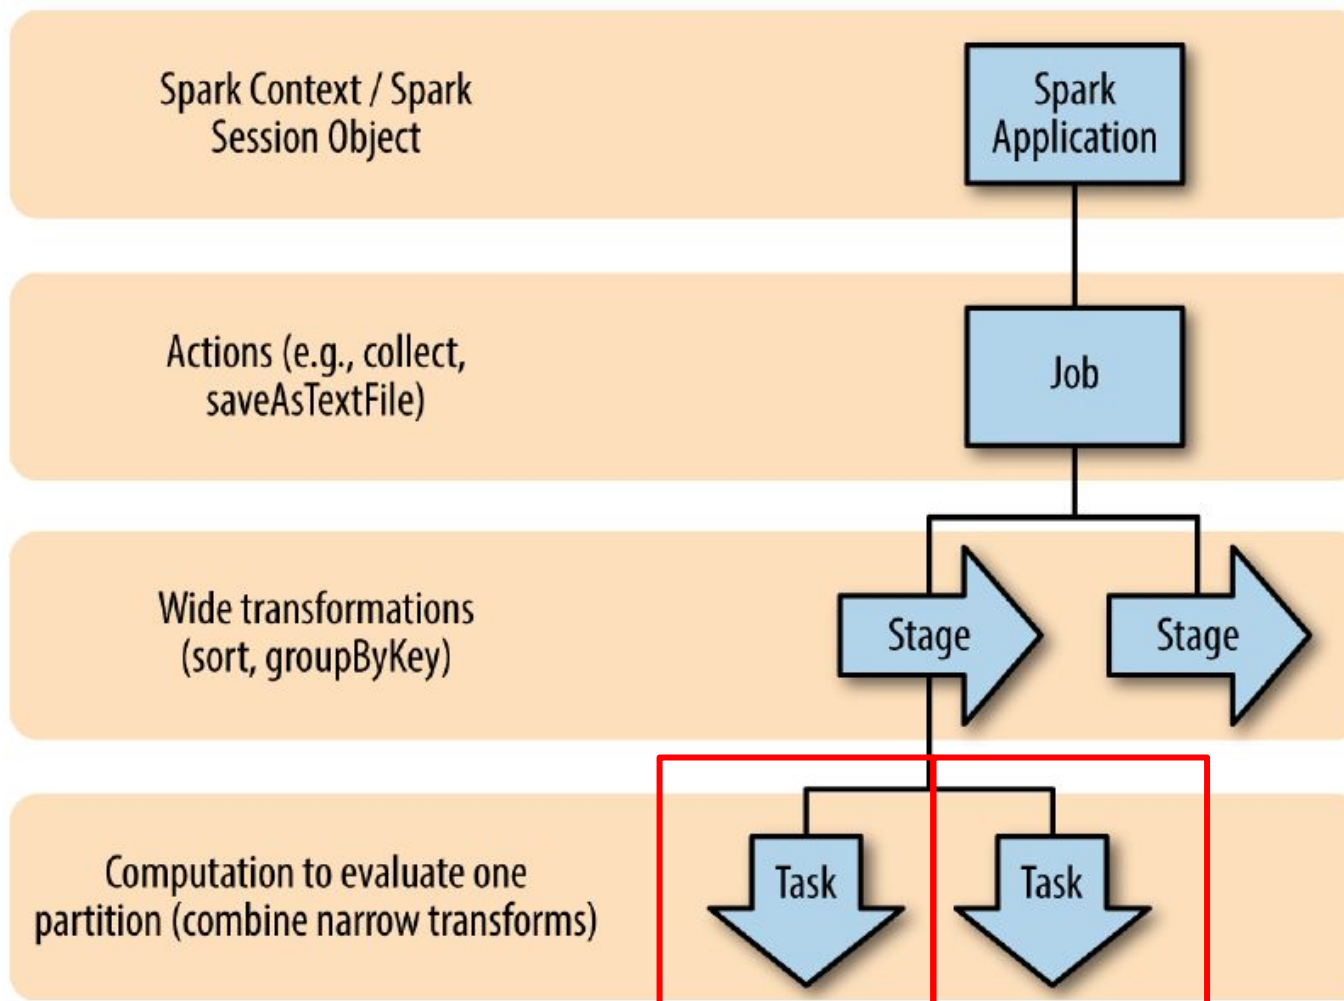 Spark Context / Spark
Session Object
Spark
Application
Actions (e.g., collect,
saveAsTextFile)
Job
Wide transformations
(sort, groupByKey)
Stage
Stage
Computation to evaluate one
partition (combine narrow transforms)
Task
Task